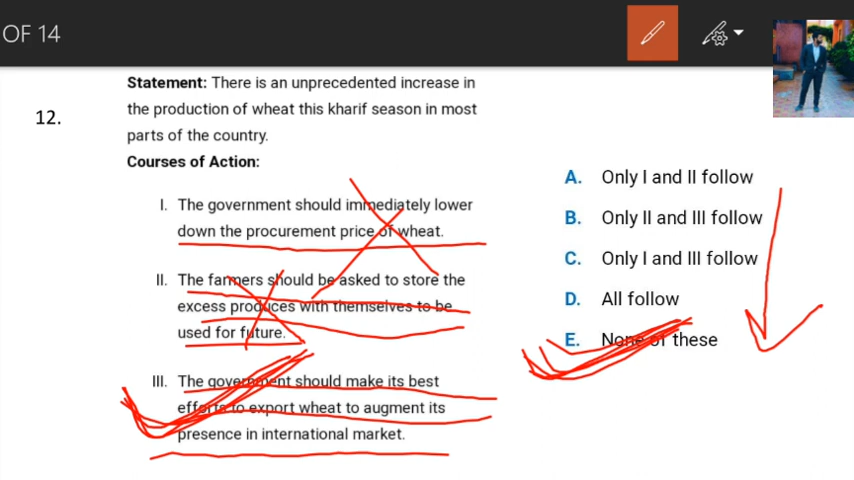 OF 14
12.
Statement: There is an unprecedented increase in
the production of wheat this kharif season in most
parts of the country.
Courses of Action:
I. The government should immediately lower
down the procurement price of wheat.
II. The farmers should be asked to store the
excess produces with themselves to be
used for future.
III. The government should make its best
efforts to export wheat to augment its
presence in international market.
A. Only I and II follow
B. Only II and III follow
C. Only I and III follow
D. All follow
E. None of these